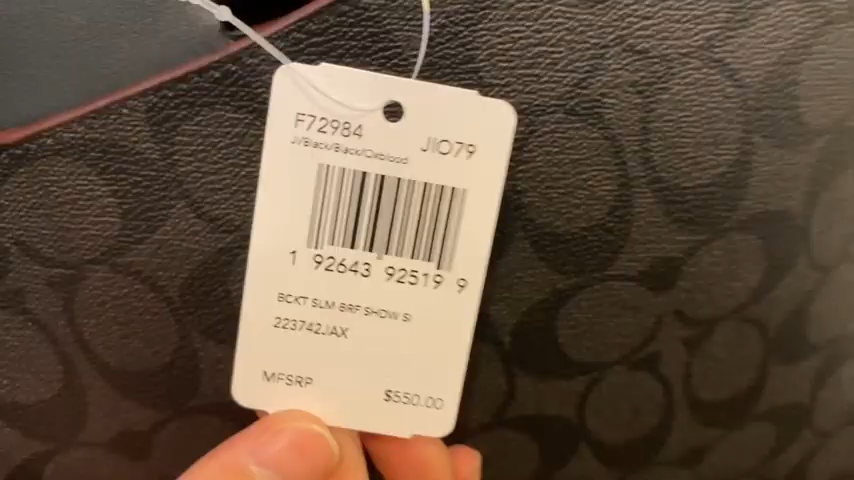 F72984
JI/Black/Black/Oxblood
JIO79
1 92643 92519 9
BCKT SLM BRF SHDW SI
223742JAX
MFSRP
$550.00